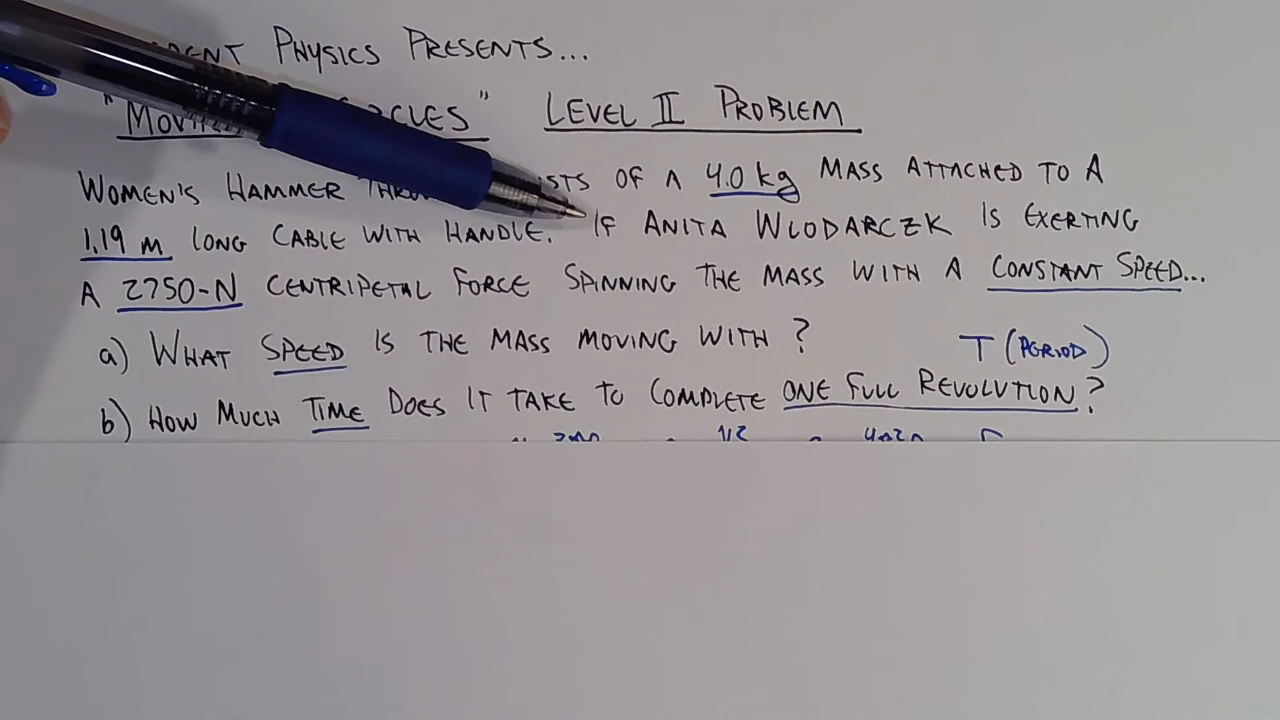 PHYSICS PRESENTS...
LEVEL II PROBLEM
WOMEN'S HAMMER OF A 4.0 kg MASS ATTACHED TO A
1.19 m LONG CABLE WITH HANDLE. IF ANITA WLODARCZK IS EXERTING
A 2750-N CENTRIPETAL FORCE SPINNING THE MASS WITH A CONSTANT SPEED...
a) WHAT SPEED IS THE MASS MOVING WITH?
T (PERIOD)
b) HOW MUCH TIME DOES IT TAKE TO COMPLETE ONE FULL REVOLUTION?